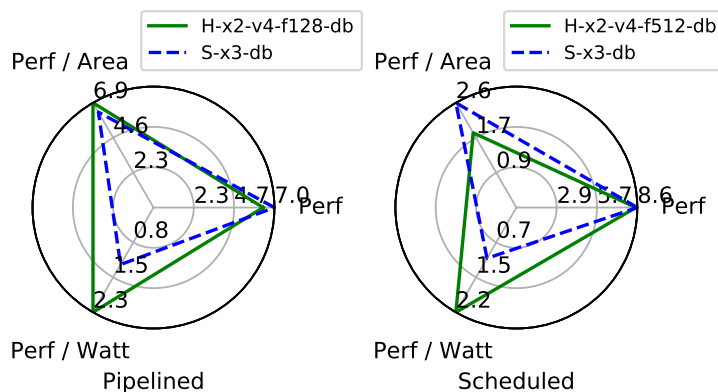 H-x2-v4-f128-db
S-x3-db
Perf / Area
6.9
4.6
2.3
2.3
4.7
7.0
Perf
0.8
1.5
2.3
Perf / Watt
Pipelined
H-x2-v4-f512-db
S-x3-db
Perf / Area
2.6
1.7
0.9
2.9
5.7
8.6
Perf
0.7
1.5
2.2
Perf / Watt
Scheduled